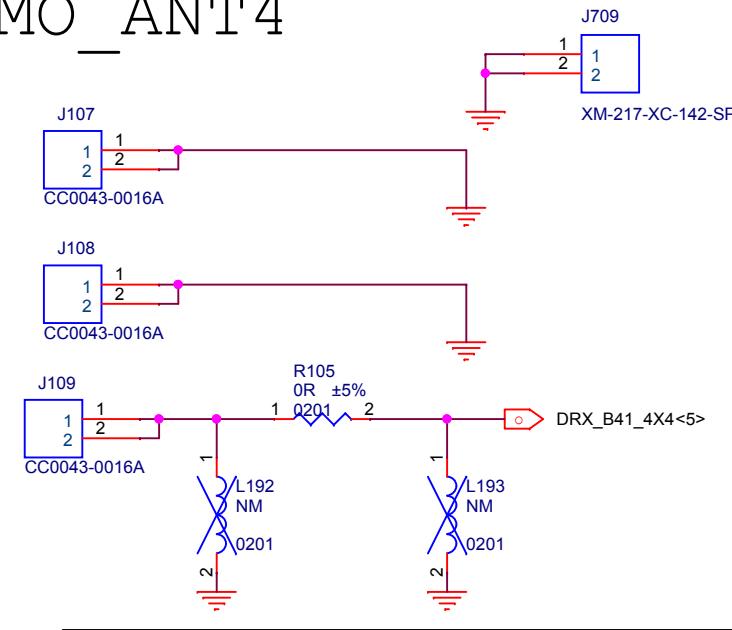 MO_ANT4
J709
1
2
1
2
XM-217-XC-142-SP
J107
1
2
1
2
CC0043-0016A
J108
1
2
1
2
CC0043-0016A
J109
1
2
1
2
CC0043-0016A
R105
0R ±5%
0201
1
2
DRX_B41_4X4<5>
1
L192
NM
0201
2
1
L193
NM
0201
2